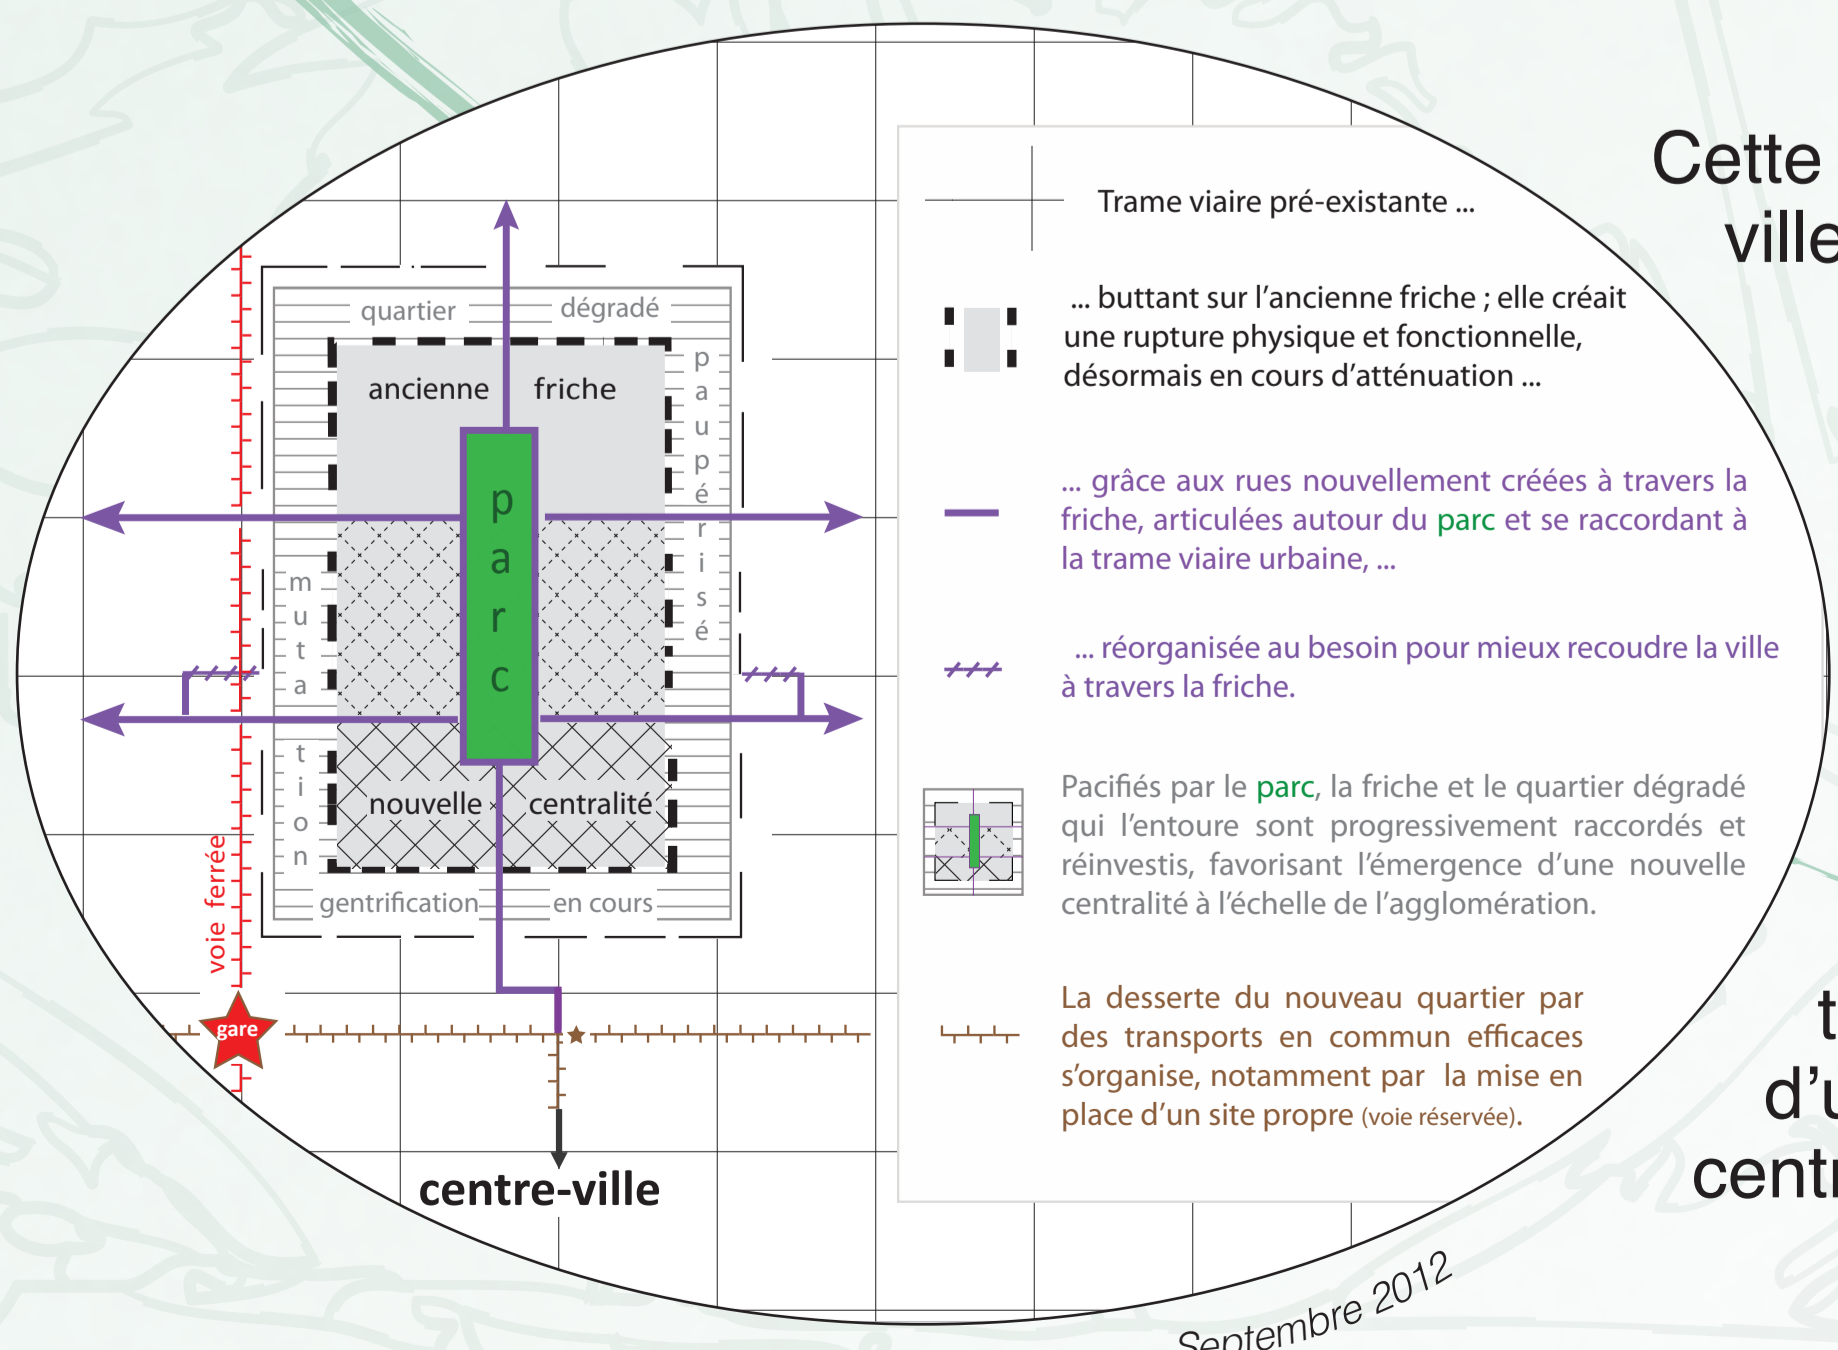 quartier dégradé
paupérisé
ancienne friche
parc
mutation
nouvelle centralité
gentrification en cours
voie ferrée
gare
centre-ville
Trame viaire pré-existante ...
... buttant sur l'ancienne friche ; elle créait
une rupture physique et fonctionnelle,
désormais en cours d'atténuation ...
... grâce aux rues nouvellement créées à travers la
friche, articulées autour du parc et se raccordant à
la trame viaire urbaine, ...
... réorganisée au besoin pour mieux recoudre la ville
à travers la friche.
Pacifiés par le parc, la friche et le quartier dégradé
qui l'entoure sont progressivement raccordés et
réinvestis, favorisant l'émergence d'une nouvelle
centralité à l'échelle de l'agglomération.
La desserte du nouveau quartier par
des transports en commun efficaces
s'organise, notamment par la mise en
place d'un site propre (voie réservée).
Cette
ville
t
d'u
centr
Septembre 2012